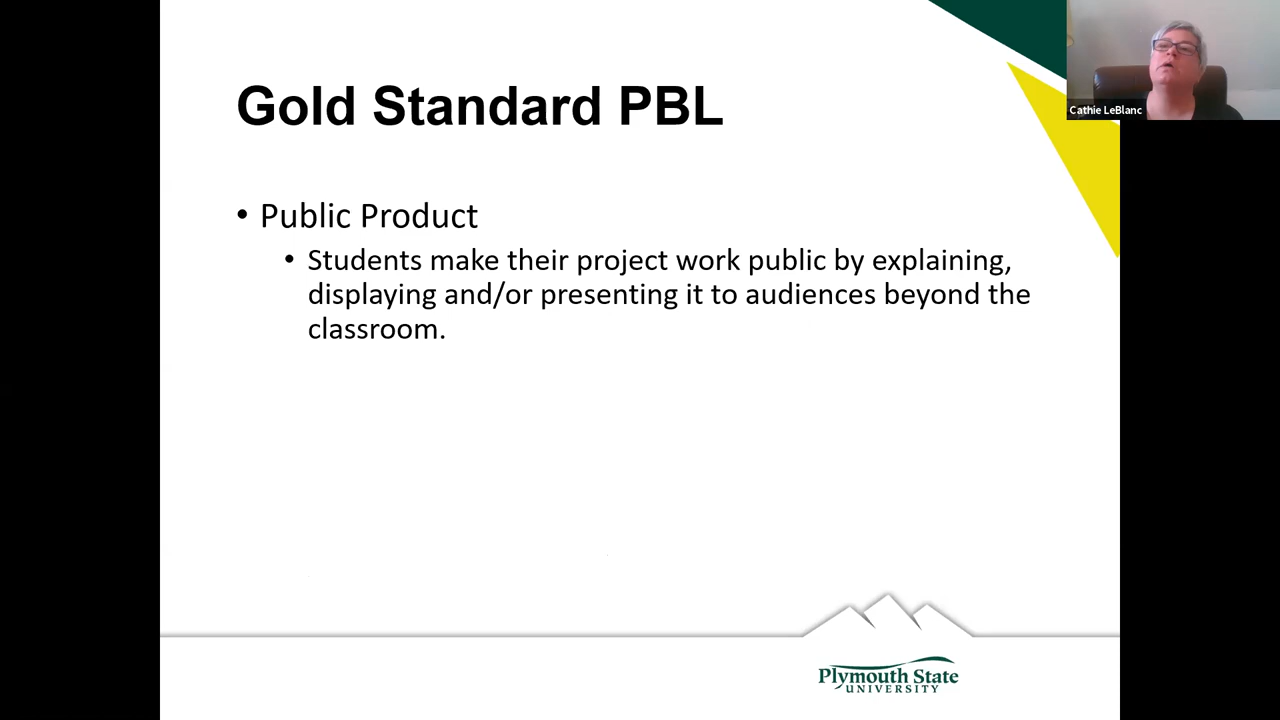 Gold Standard PBL
Cathie LeBlanc
• Public Product
• Students make their project work public by explaining,
displaying and/or presenting it to audiences beyond the
classroom.
Plymouth State
UNIVERSITY